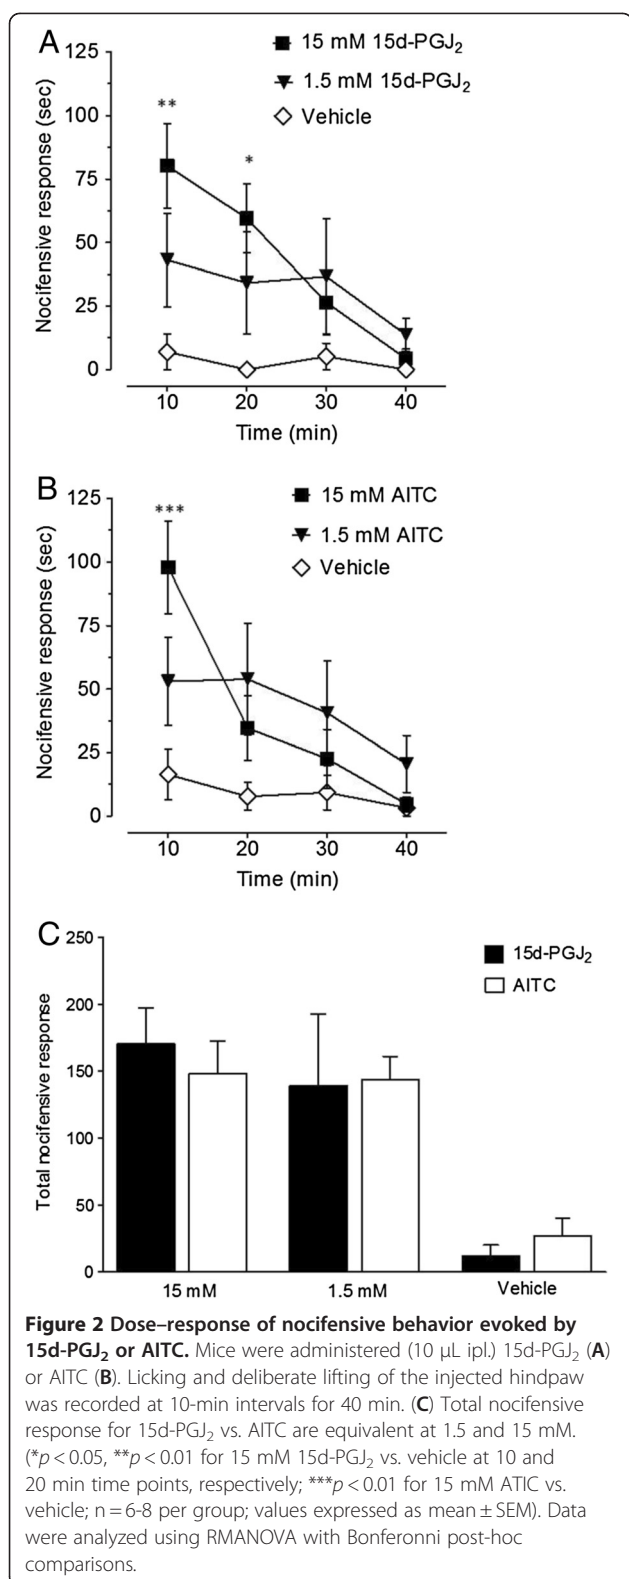 A
15 mM 15d-PGJ₂
1.5 mM 15d-PGJ₂
Vehicle
Nocifensive response (sec)
125
100
75
50
25
0
**
*
10 20 30 40
Time (min)
B
15 mM AITC
1.5 mM AITC
Vehicle
Nocifensive response (sec)
125
100
75
50
25
0
***
10 20 30 40
Time (min)
C
15d-PGJ₂
AITC
Total nocifensive response
250
200
150
100
50
0
15 mM 1.5 mM Vehicle
Figure 2 Dose–response of nocifensive behavior evoked by
15d-PGJ₂ or AITC. Mice were administered (10 μL ipl.) 15d-PGJ₂ (A)
or AITC (B). Licking and deliberate lifting of the injected hindpaw
was recorded at 10-min intervals for 40 min. (C) Total nocifensive
response for 15d-PGJ₂ vs. AITC are equivalent at 1.5 and 15 mM.
(*p < 0.05, **p < 0.01 for 15 mM 15d-PGJ₂ vs. vehicle at 10 and
20 min time points, respectively; ***p < 0.01 for 15 mM ATIC vs.
vehicle; n = 6-8 per group; values expressed as mean ± SEM). Data
were analyzed using RMANOVA with Bonferonni post-hoc
comparisons.